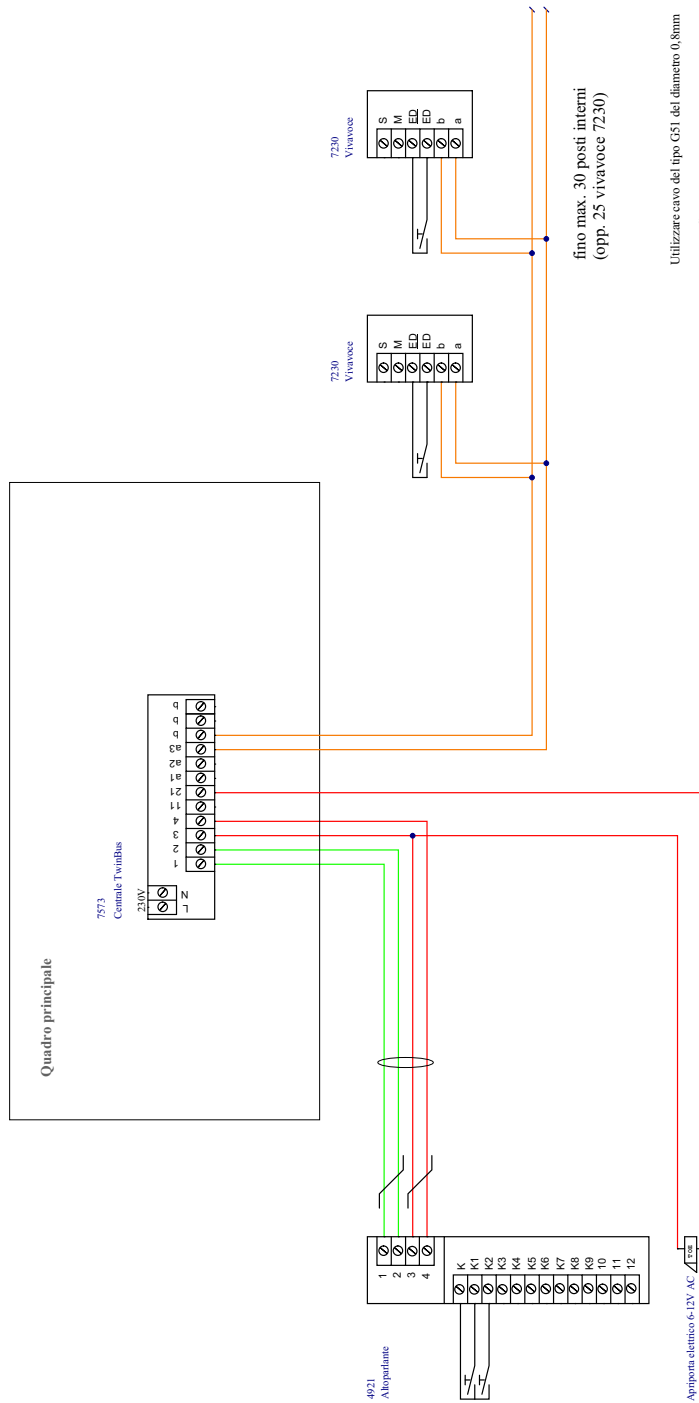 7230
Vivavoce
S
M
ED
ED
b
a
fino max. 30 posti interni
(opp. 25 vivavoce 7230)
Utilizzare cavo del tipo G51 del diametro 0,8mm
7230
Vivavoce
S
M
ED
ED
b
a
Quadro principale
7573
Centrale TwinBus
230V
L
N
1
2
3
4
11
21
a1
a2
a3
b
b
b
4921
Altoparlante
1
2
3
4
K
K1
K2
K3
K4
K5
K6
K7
K8
K9
10
11
12
TOE
Apriporta elettrico 6-12V AC